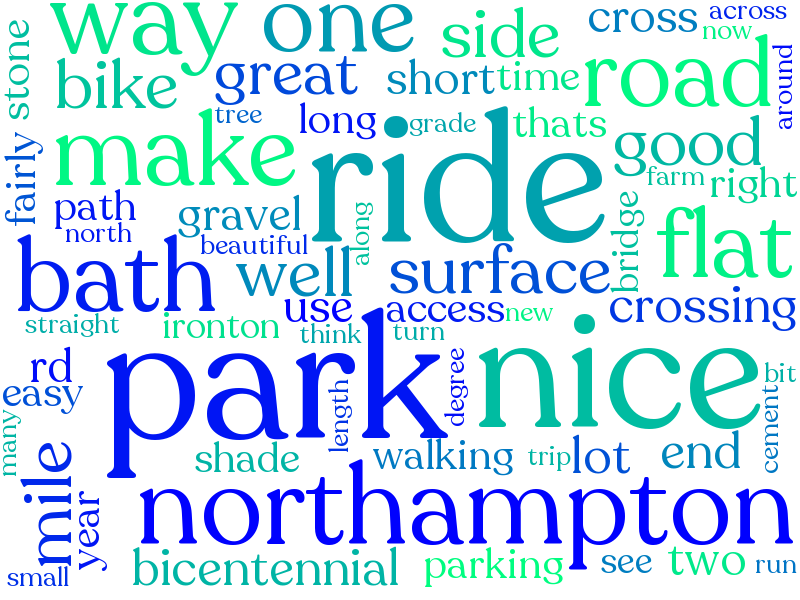 way
one
side
cross
across
now
stone
bike
great
short
time
road
around
tree
long
grade
thats
make
ride
good
fairly
farm
right
path
gravel
along
bridge
north
beautiful
flat
bath
well
surface
use
access
new
crossing
straight
ironton
think
turn
rd
park
nice
easy
length
degree
bit
many
cement
shade
walking
trip
lot
end
mile
year
northampton
small
bicentennial
parking
see
two
run